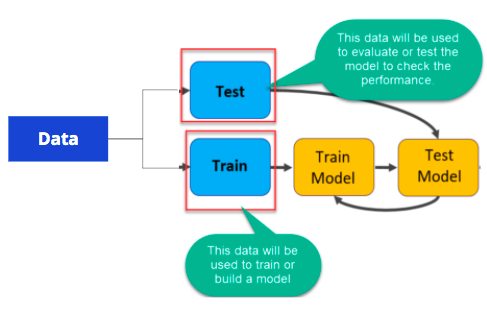 This data will be used
to evaluate or test the
model to check the
performance.
Test
Data
Train
Train
Model
Test
Model
This data will be
used to train or
build a model